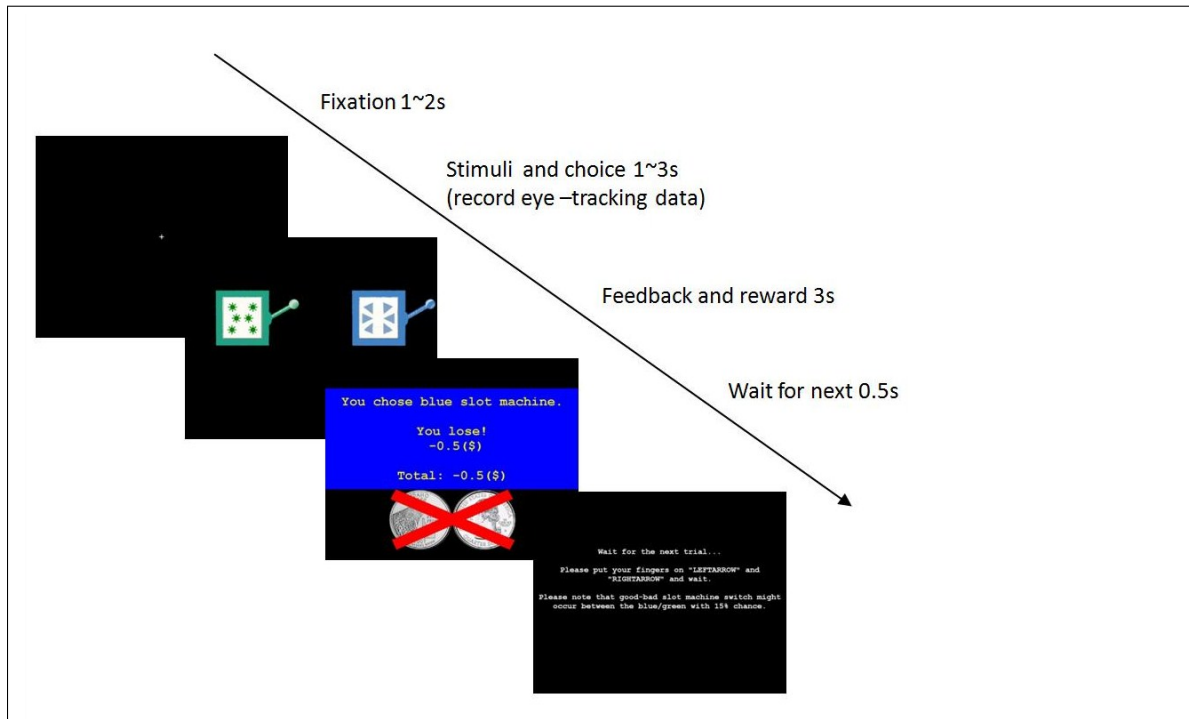 Fixation 1~2s
Stimuli and choice 1~3s
(record eye –tracking data)
Feedback and reward 3s
Wait for next 0.5s
You chose blue slot machine.
You lose!
-0.5($)
Total: -0.5($)
Wait for the next trial...
Please put your fingers on "LEFTARROW" and
"RIGHTARROW" and wait.
Please note that good-bad slot machine switch might
occur between the blue/green with 15% chance.